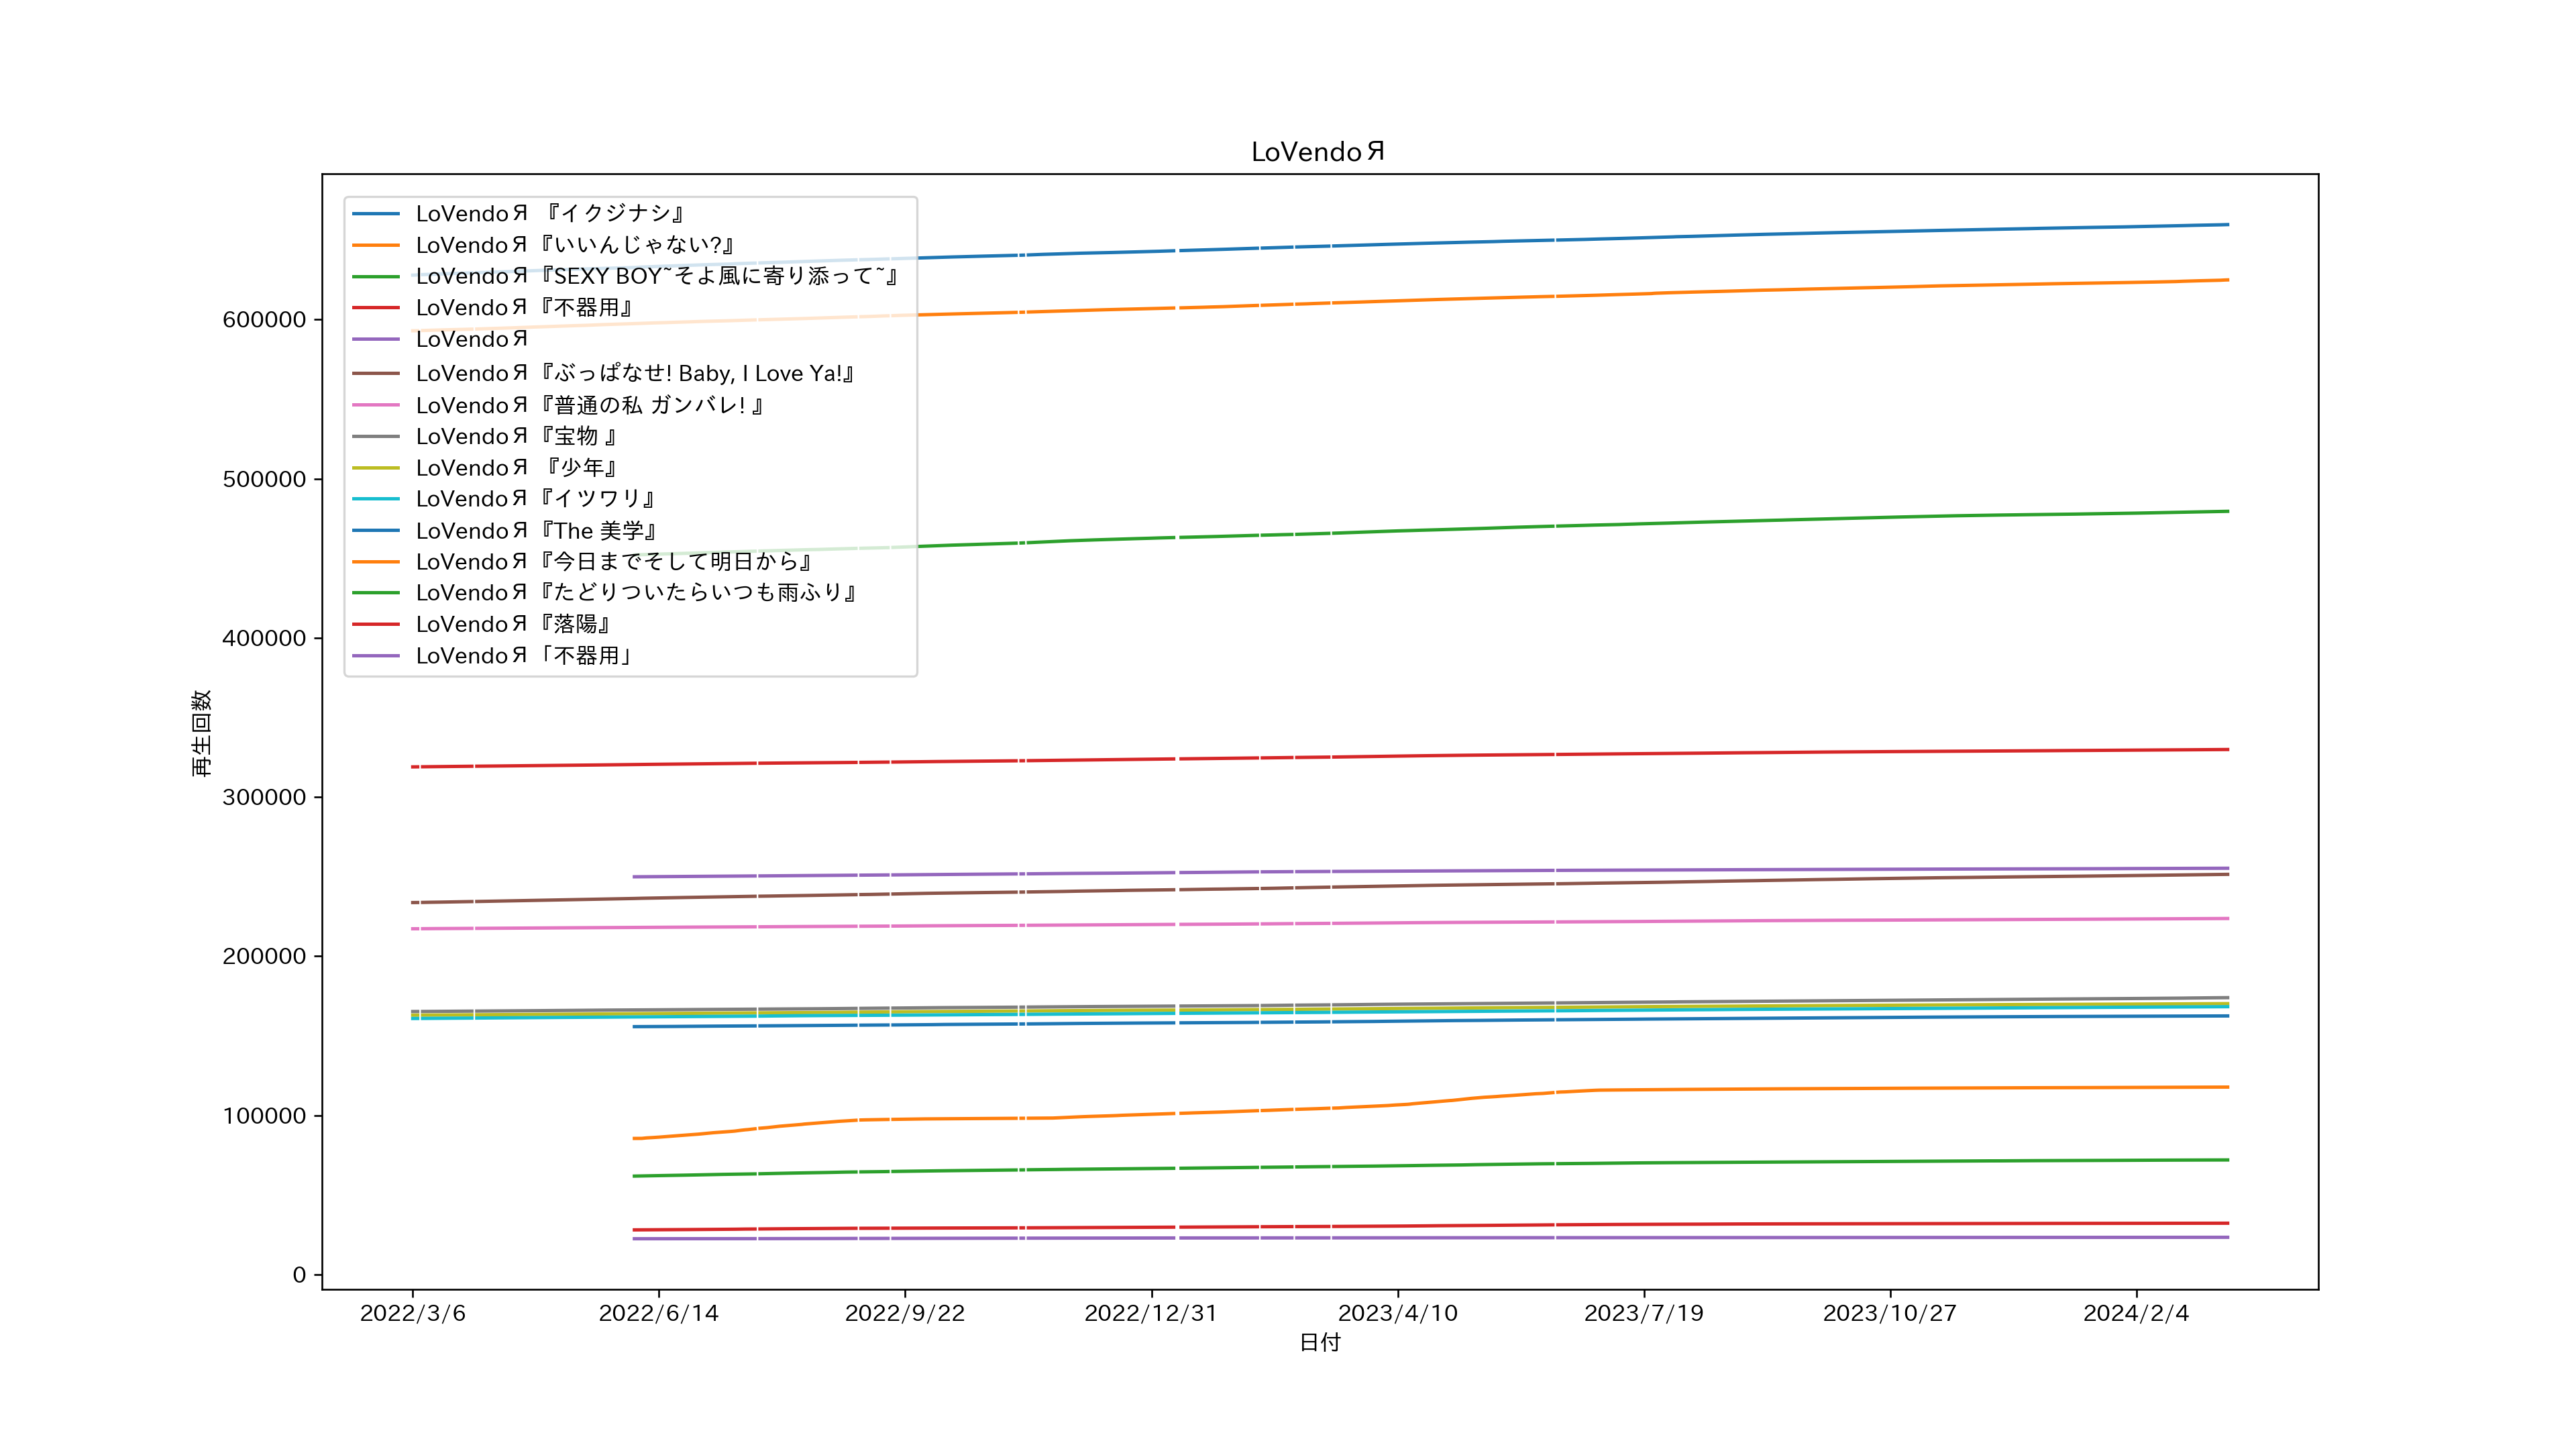 LoVendoЯ
LoVendoЯ 『イクジナシ』
LoVendoЯ『いいんじゃない?』
LoVendoЯ『SEXY BOY~そよ風に寄り添って~』
LoVendoЯ『不器用』
LoVendoЯ
LoVendoЯ『ぶっぱなせ! Baby, I Love Ya!』
LoVendoЯ『普通の私 ガンバレ! 』
LoVendoЯ『宝物 』
LoVendoЯ 『少年』
LoVendoЯ『イツワリ』
LoVendoЯ『The 美学』
LoVendoЯ『今日までそして明日から』
LoVendoЯ『たどりついたらいつも雨ふり』
LoVendoЯ『落陽』
LoVendoЯ「不器用」
再生回数
600000
500000
400000
300000
200000
100000
0
2022/3/6 2022/6/14 2022/9/22 2022/12/31 2023/4/10 2023/7/19 2023/10/27 2024/2/4
日付